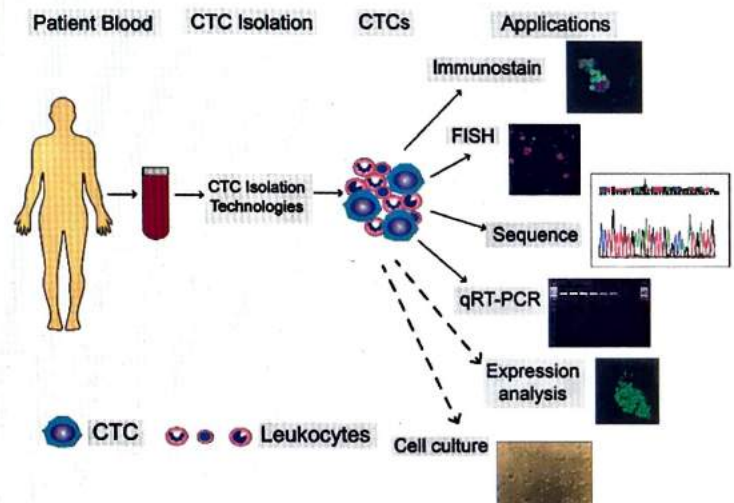 Patient Blood
CTC Isolation
CTCs
Applications
Immunostain
FISH
CTC Isolation
Technologies
Sequence
qRT-PCR
Expression
analysis
CTC
Leukocytes
Cell culture